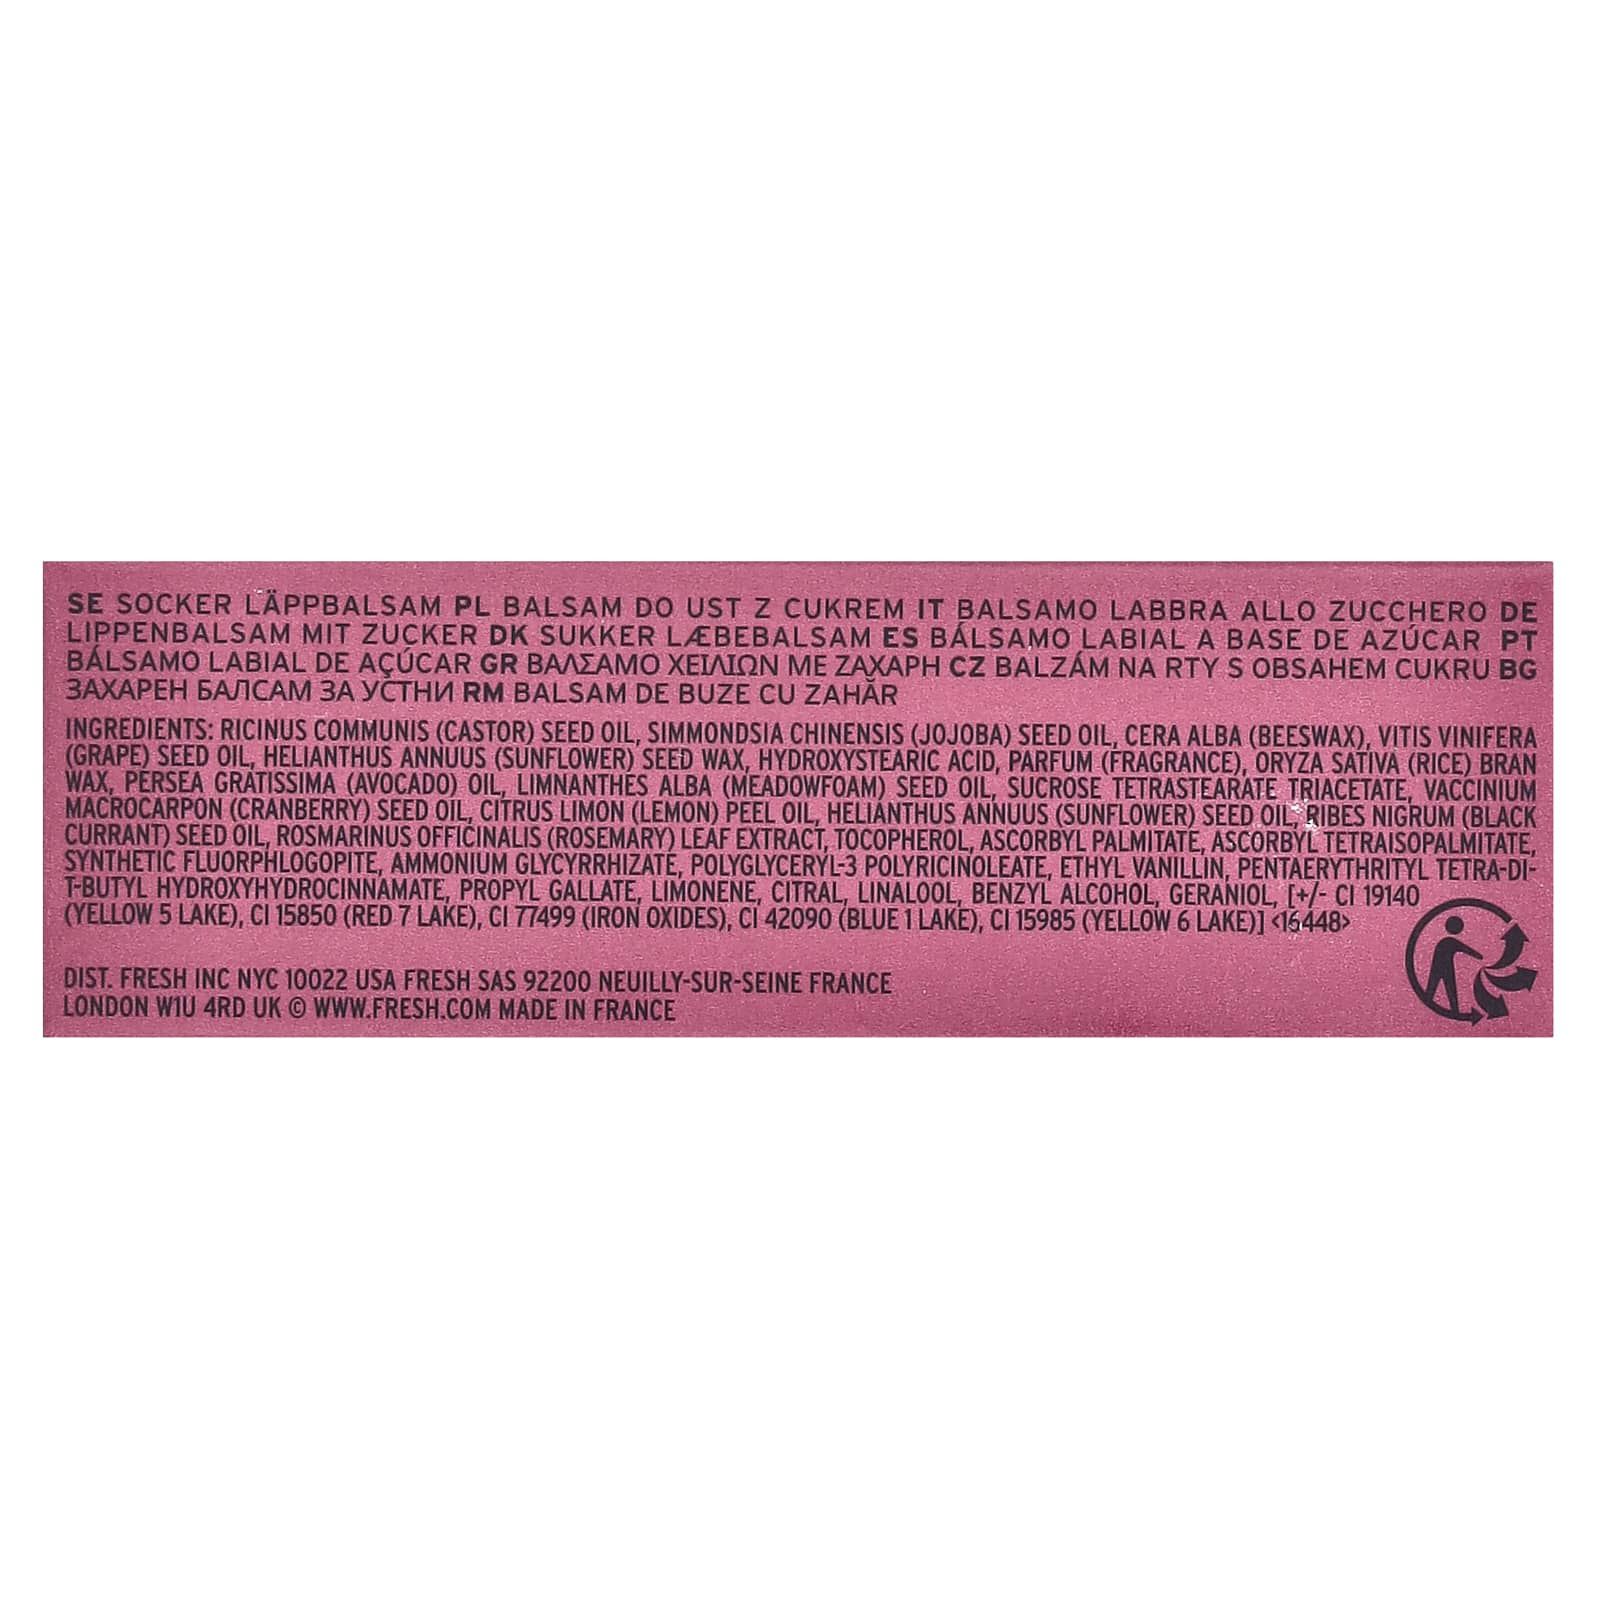 SE SOCKER LÄPPBALSAM PL BALSAM DO UST Z CUKREM IT BALSAMO LABBRA ALLO ZUCCHERO DE
LIPPENBALSAM MIT ZUCKER DK SUKKER LÆBEBALSAM ES BÁLSAMO LABIAL A BASE DE AZÚCAR PT
BÁLSAMO LABIAL DE AÇÚCAR GR ΒΑΛΣΑΜΟ ΧΕΙΛΙΩΝ ΜΕ ΖΑΧΑΡΗ CZ BALZÁM NA RTY S OBSAHEM CUKRU BG
ЗАХАРЕН БАЛСАМ ЗА УСТНИ RM BALSAM DE BUZE CU ZAHĂR
INGREDIENTS: RICINUS COMMUNIS (CASTOR) SEED OIL, SIMMONDSIA CHINENSIS (JOJOBA) SEED OIL, CERA ALBA (BEESWAX), VITIS VINIFERA
(GRAPE) SEED OIL, HELIANTHUS ANNUUS (SUNFLOWER) SEED WAX, HYDROXYSTEARIC ACID, PARFUM (FRAGRANCE), ORYZA SATIVA (RICE) BRAN
WAX, PERSEA GRATISSIMA (AVOCADO) OIL, LIMNANTHES ALBA (MEADOWFOAM) SEED OIL, SUCROSE TETRASTEARATE TRIACETATE, VACCINIUM
MACROCARPON (CRANBERRY) SEED OIL, CITRUS LIMON (LEMON) PEEL OIL, HELIANTHUS ANNUUS (SUNFLOWER) SEED OIL, RIBES NIGRUM (BLACK
CURRANT) SEED OIL, ROSMARINUS OFFICINALIS (ROSEMARY) LEAF EXTRACT, TOCOPHEROL, ASCORBYL PALMITATE, ASCORBYL TETRAISOPALMITATE,
SYNTHETIC FLUORPHLOGOPITE, AMMONIUM GLYCYRRHIZATE, POLYGLYCERYL-3 POLYRICINOLEATE, ETHYL VANILLIN, PENTAERYTHRITYL TETRA-DI-
T-BUTYL HYDROXYHYDROCINNAMATE, PROPYL GALLATE, LIMONENE, CITRAL, LINALOOL, BENZYL ALCOHOL, GERANIOL, [+/- CI 19140
(YELLOW 5 LAKE), CI 15850 (RED 7 LAKE), CI 77499 (IRON OXIDES), CI 42090 (BLUE 1 LAKE), CI 15985 (YELLOW 6 LAKE)] <16448>
DIST. FRESH INC NYC 10022 USA FRESH SAS 92200 NEUILLY-SUR-SEINE FRANCE
LONDON W1U 4RD UK © WWW.FRESH.COM MADE IN FRANCE